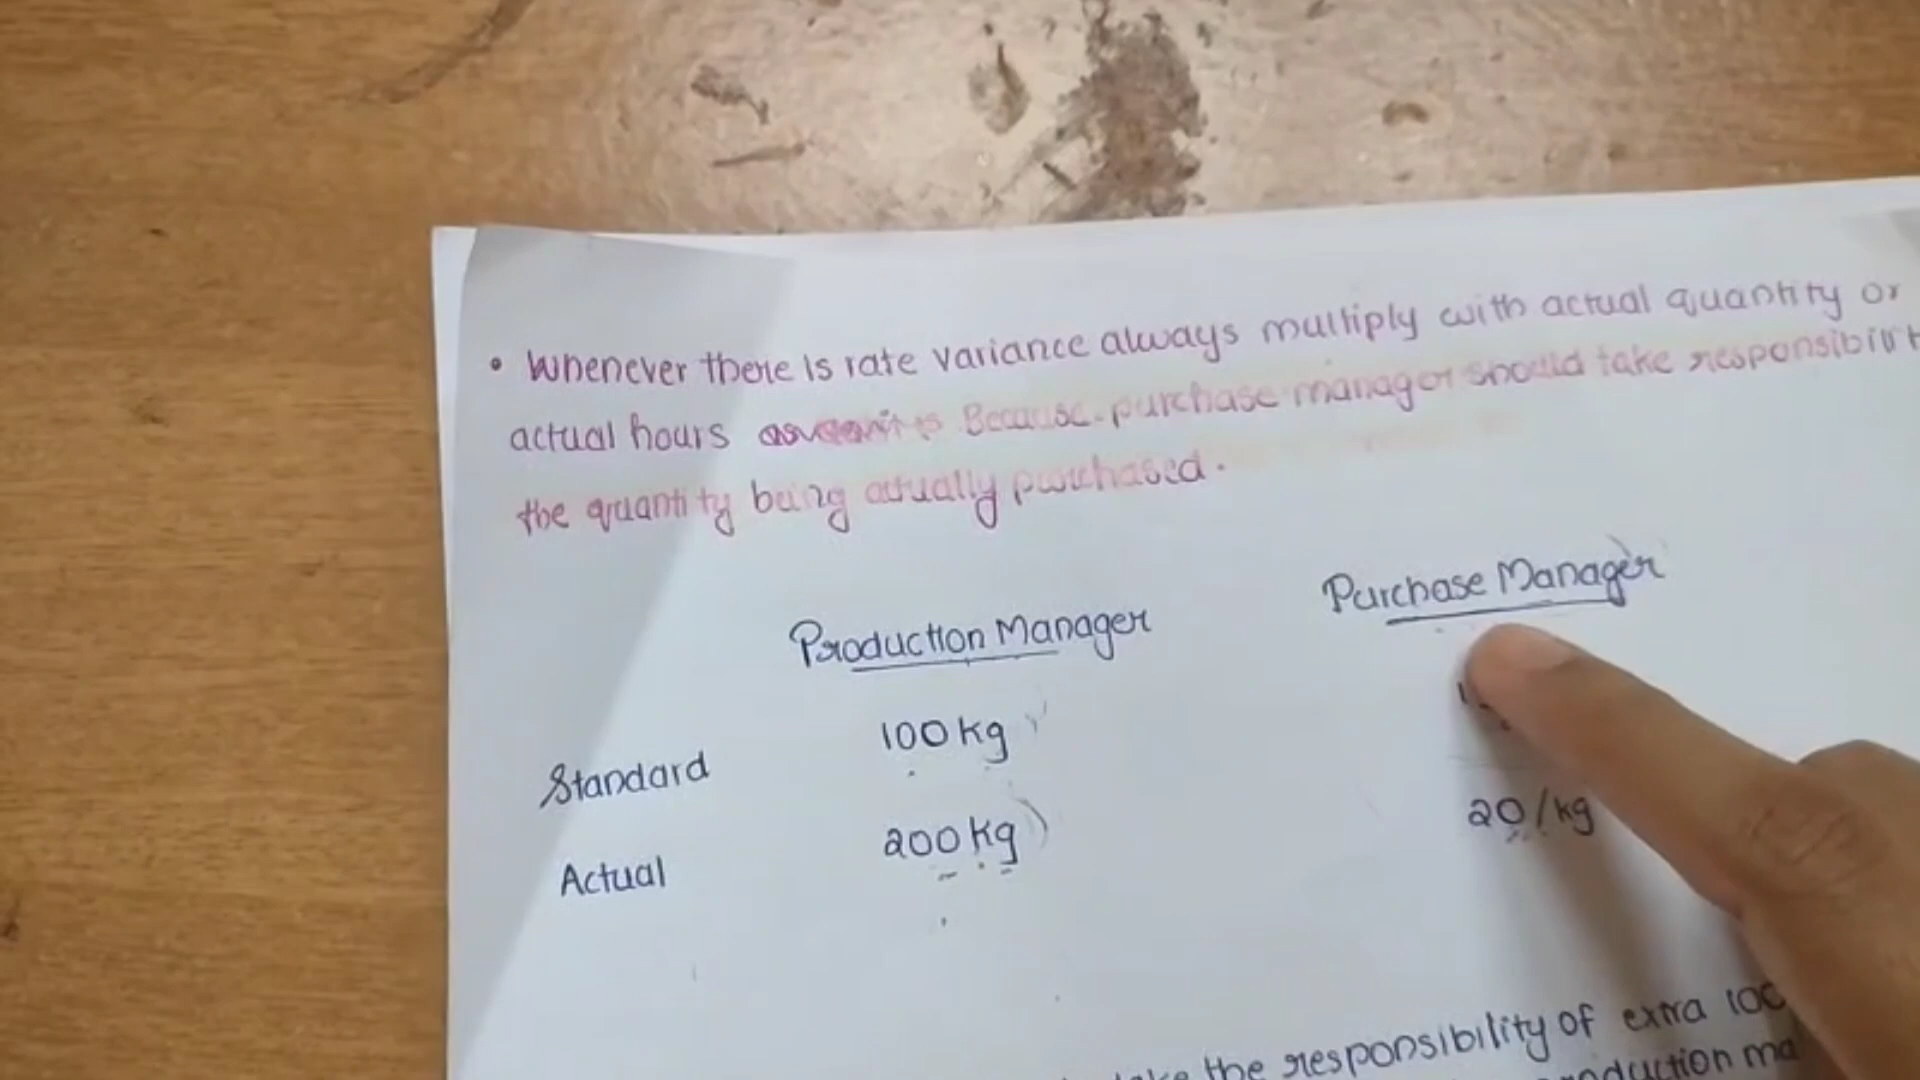 • Whenever there is rate variance always multiply with actual quantity or
actual hours Because purchase manager should take
the quantity being actually purchased.
Production Manager Purchase Manager
Standard 100 kg
Actual 200 kg 20/kg
the responsibility of extra 100